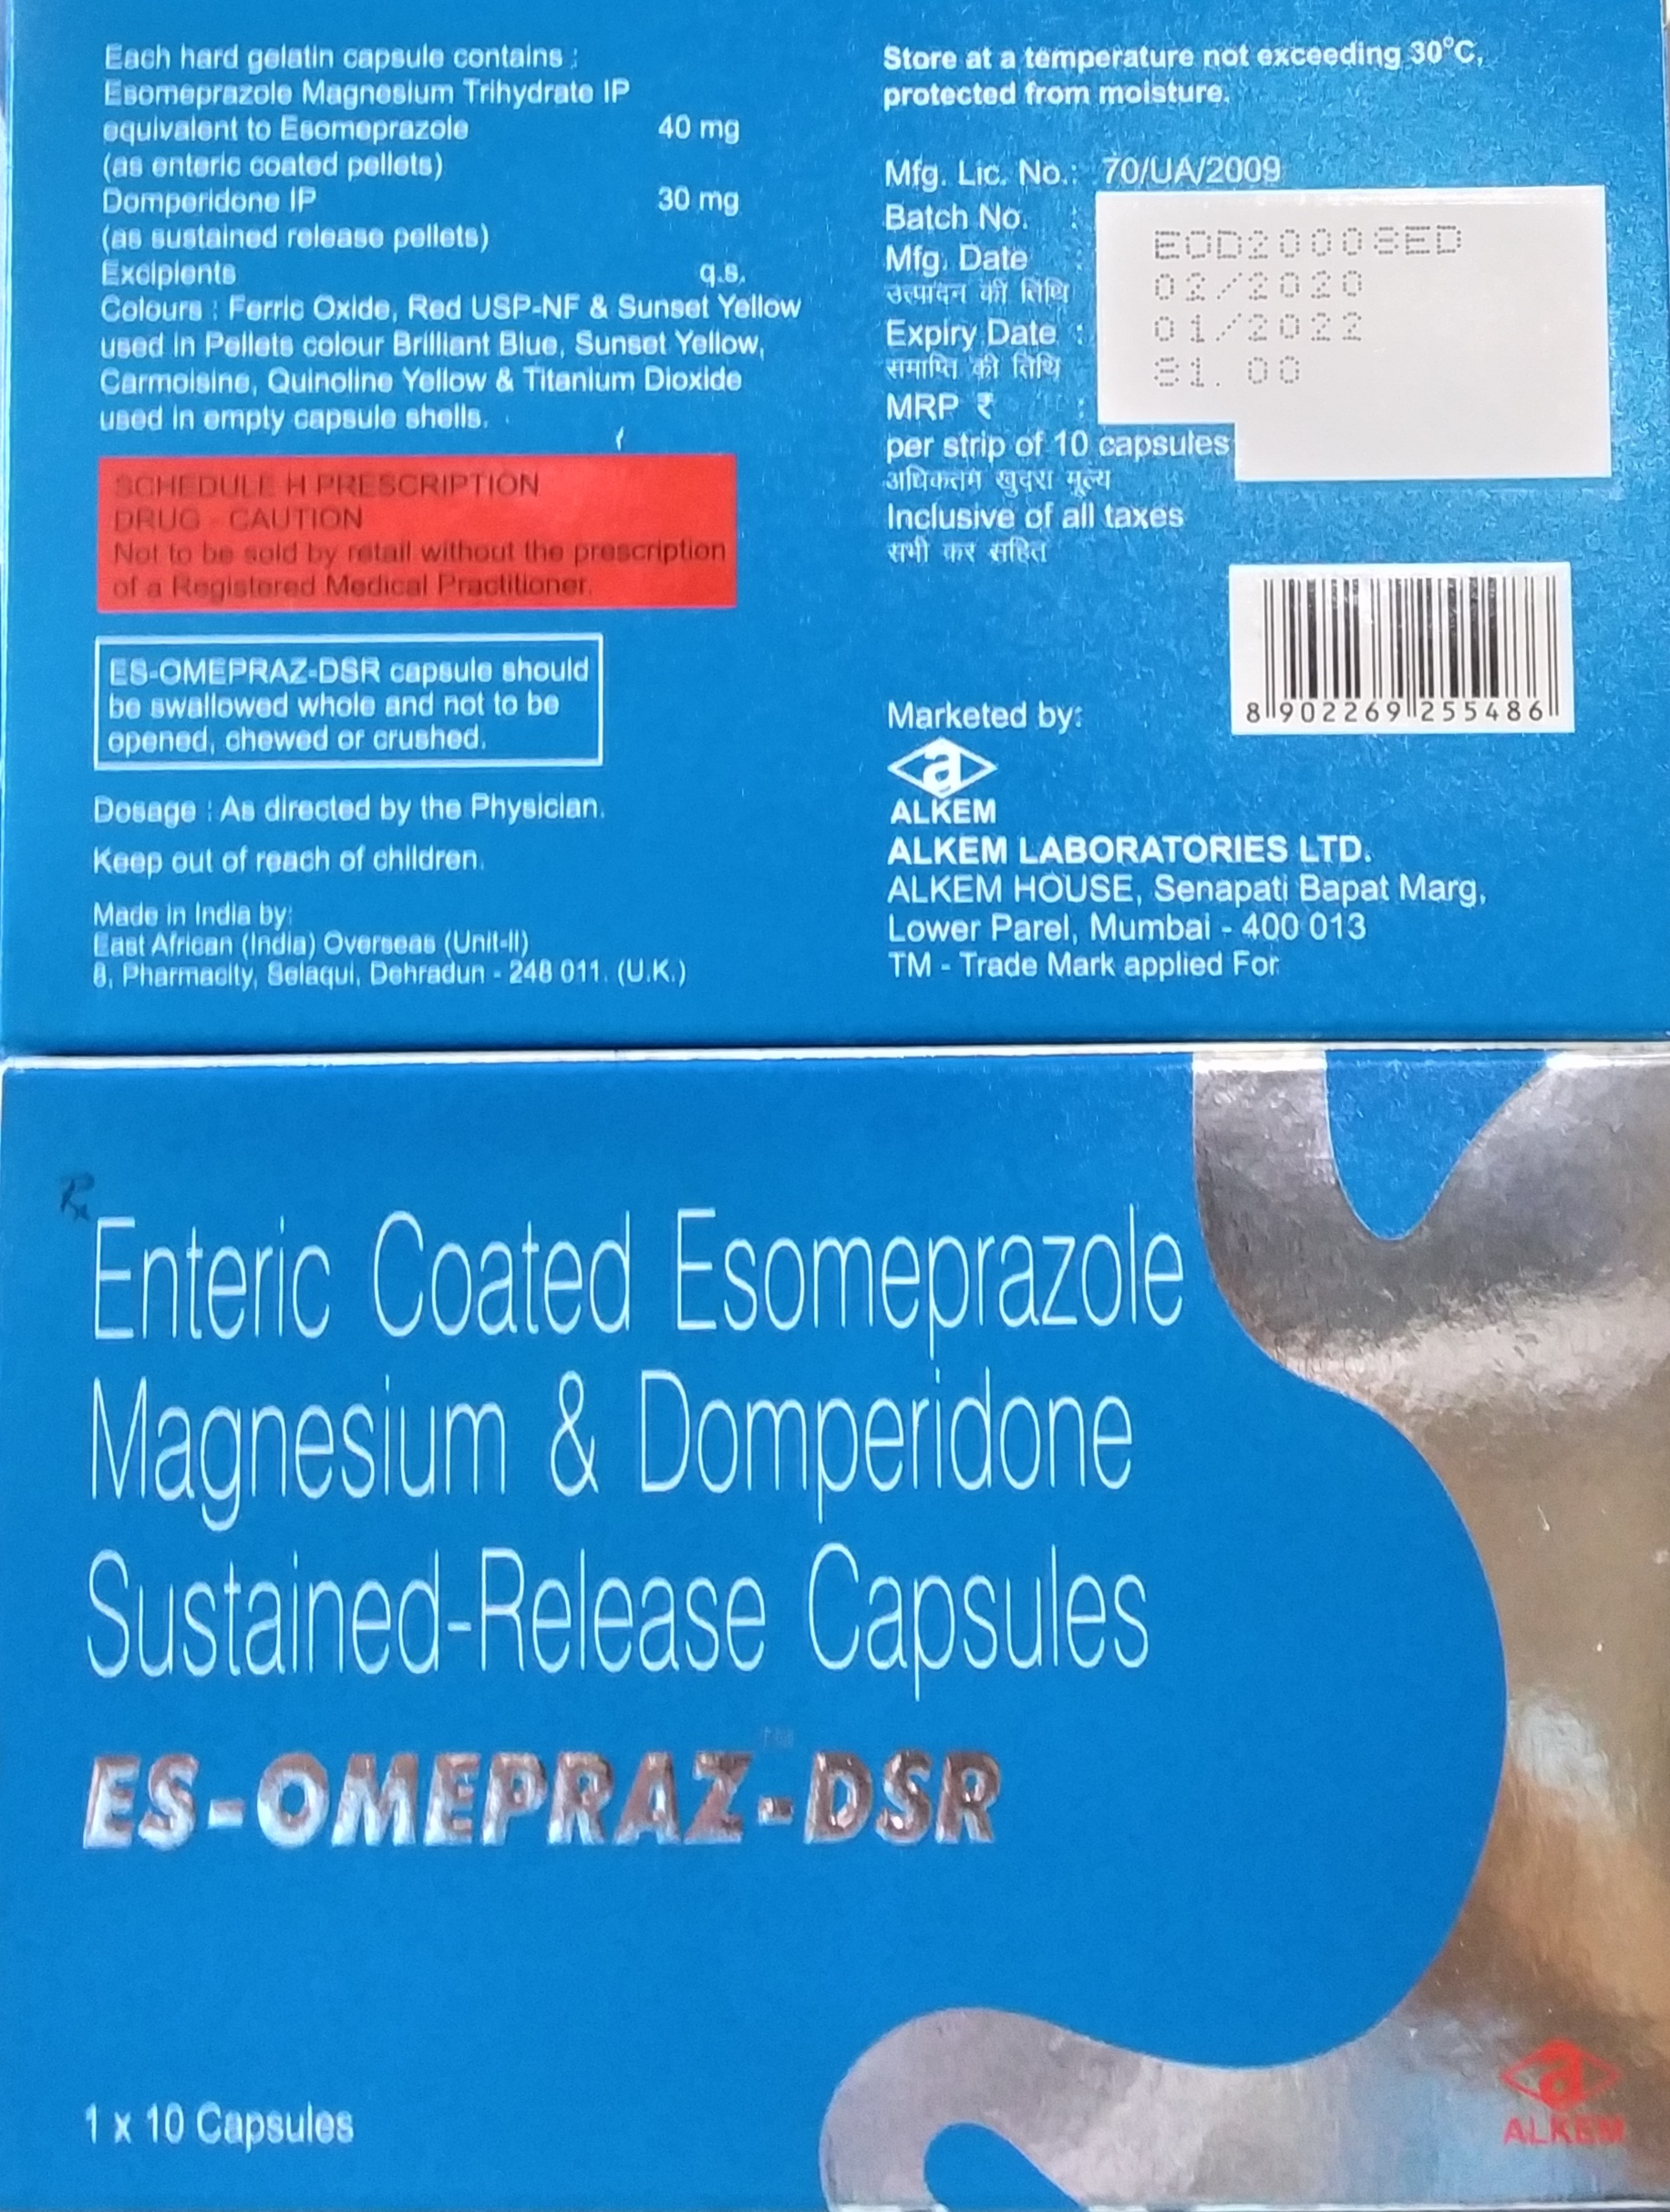 Each hard gelatin capsule contains :
Esomeprazole Magnesium Trihydrate IP
equivalent to Esomeprazole 40 mg
(as enteric coated pellets)
Domperidone IP 30 mg
(as sustained release pellets)
Excipients q.s.
Colours : Ferric Oxide, Red USP-NF & Sunset Yellow
used in Pellets colour Brilliant Blue, Sunset Yellow,
Carmoisine, Quinoline Yellow & Titanium Dioxide
used in empty capsule shells.
SCHEDULE H PRESCRIPTION
DRUG - CAUTION
Not to be sold by retail without the prescription
of a Registered Medical Practitioner.
ES-OMEPRAZ-DSR capsule should
be swallowed whole and not to be
opened, chewed or crushed.
Dosage : As directed by the Physician.
Keep out of reach of children.
Made in India by:
East African (India) Overseas (Unit-II)
8, Pharmacity, Selaqui, Dehradun - 248 011. (U.K.)
Store at a temperature not exceeding 30°C,
protected from moisture.
Mfg. Lic. No.: 70/UA/2009
Batch No. : EOD20008ED
Mfg. Date : 02/2020
उत्पादन की तिथि
Expiry Date : 01/2022
समाप्ति की तिथि
MRP ₹ : 81.00
per strip of 10 capsules
अधिकतम खुदरा मूल्य
Inclusive of all taxes
सभी कर सहित
8 902269 255486
Marketed by:
a
ALKEM
ALKEM LABORATORIES LTD.
ALKEM HOUSE, Senapati Bapat Marg,
Lower Parel, Mumbai - 400 013
TM - Trade Mark applied For
Rx
Enteric Coated Esomeprazole
Magnesium & Domperidone
Sustained-Release Capsules
ES-OMEPRAZ-DSR™
1 x 10 Capsules
a
ALKEM